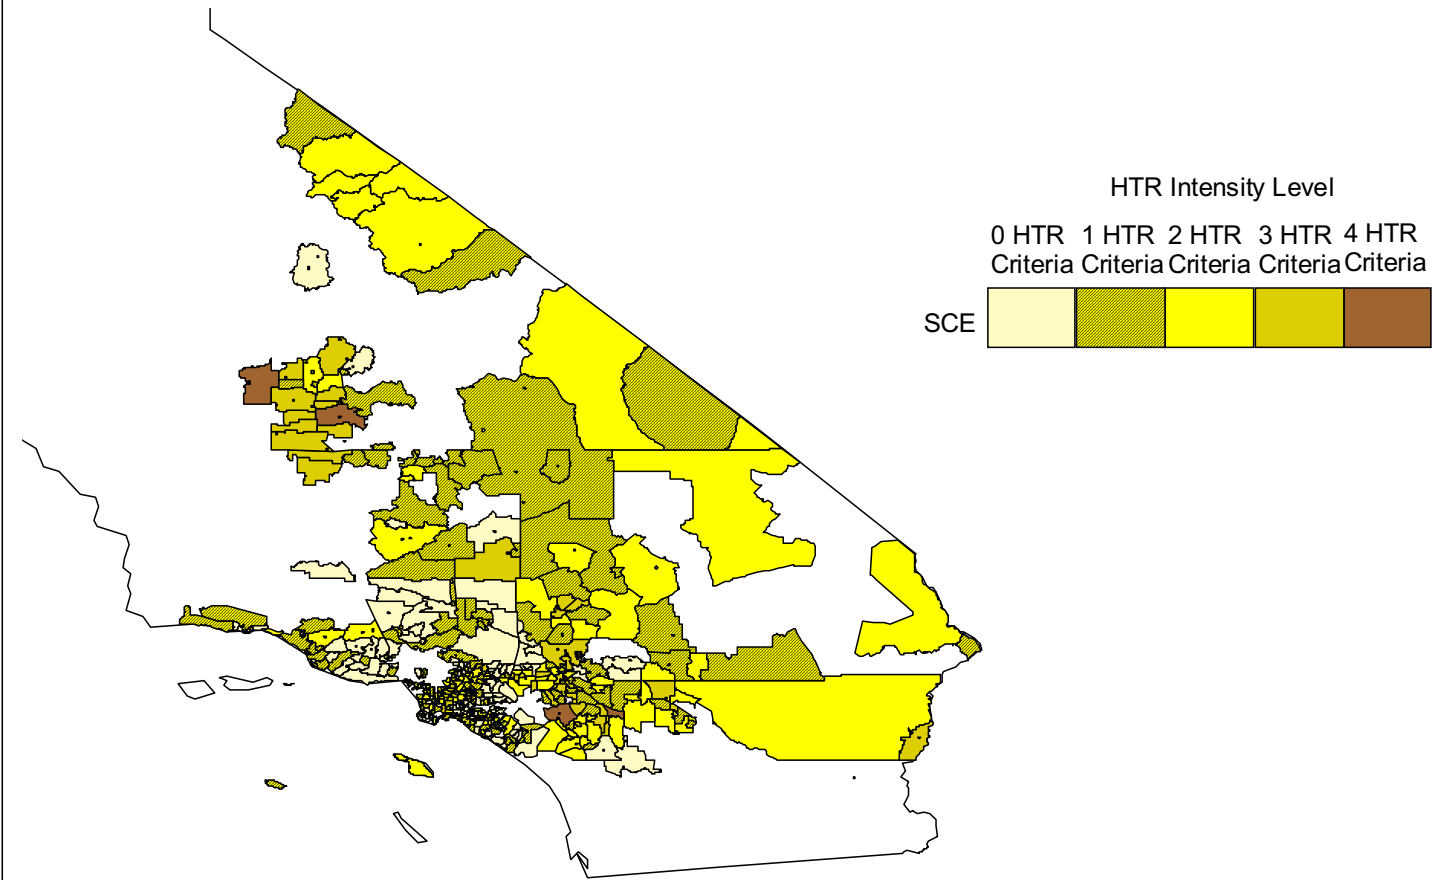 HTR Intensity Level
0 HTR 1 HTR 2 HTR 3 HTR 4 HTR
Criteria Criteria Criteria Criteria Criteria
SCE